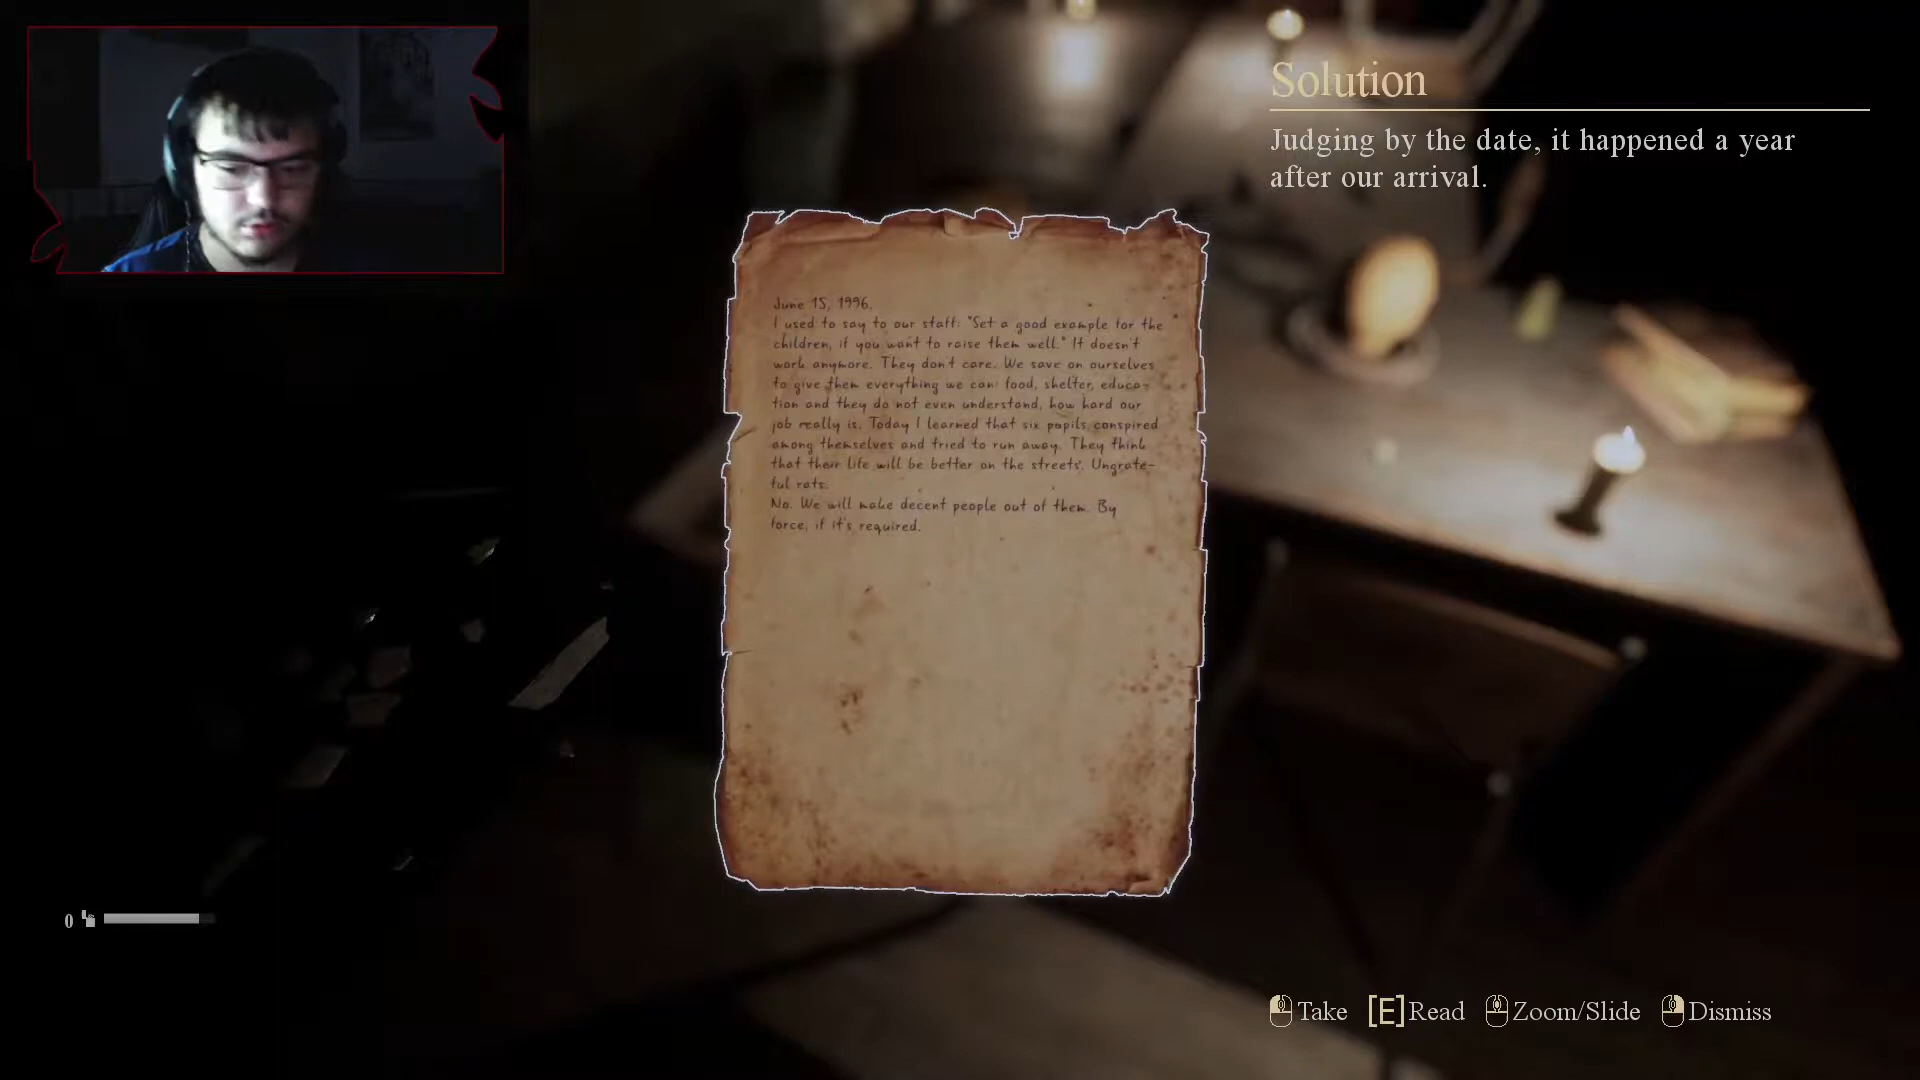 Solution
Judging by the date, it happened a year
after our arrival.
June 15, 1996.
I used to say to our staff: "Set a good example for the
children, if you want to raise them well." It doesn't
work anymore. They don't care. We save on ourselves
to give them everything we can: food, shelter, educa-
tion and they do not even understand, how hard our
job really is. Today I learned that six pupils conspired
among themselves and tried to run away. They think
that their life will be better on the streets. Ungrate-
ful rats.
No. We will make decent people out of them. By
force, if it's required.
0
Take [E] Read Zoom/Slide Dismiss